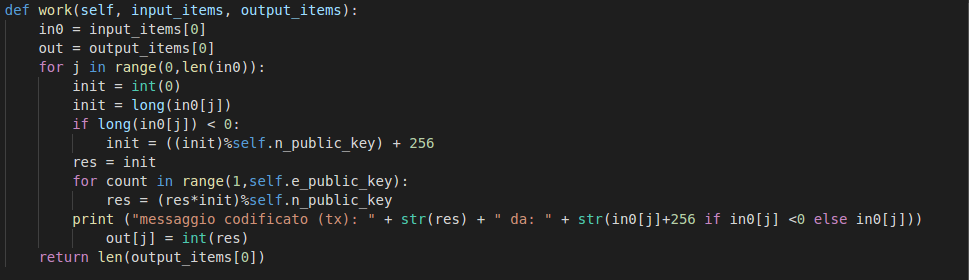 def work(self, input_items, output_items):
    in0 = input_items[0]
    out = output_items[0]
    for j in range(0,len(in0)):
        init = int(0)
        init = long(in0[j])
        if long(in0[j]) < 0:
            init = ((init)%self.n_public_key) + 256
        res = init
        for count in range(1,self.e_public_key):
            res = (res*init)%self.n_public_key
        print ("messaggio codificato (tx): " + str(res) + " da: " + str(in0[j]+256 if in0[j] <0 else in0[j]))
            out[j] = int(res)
    return len(output_items[0])